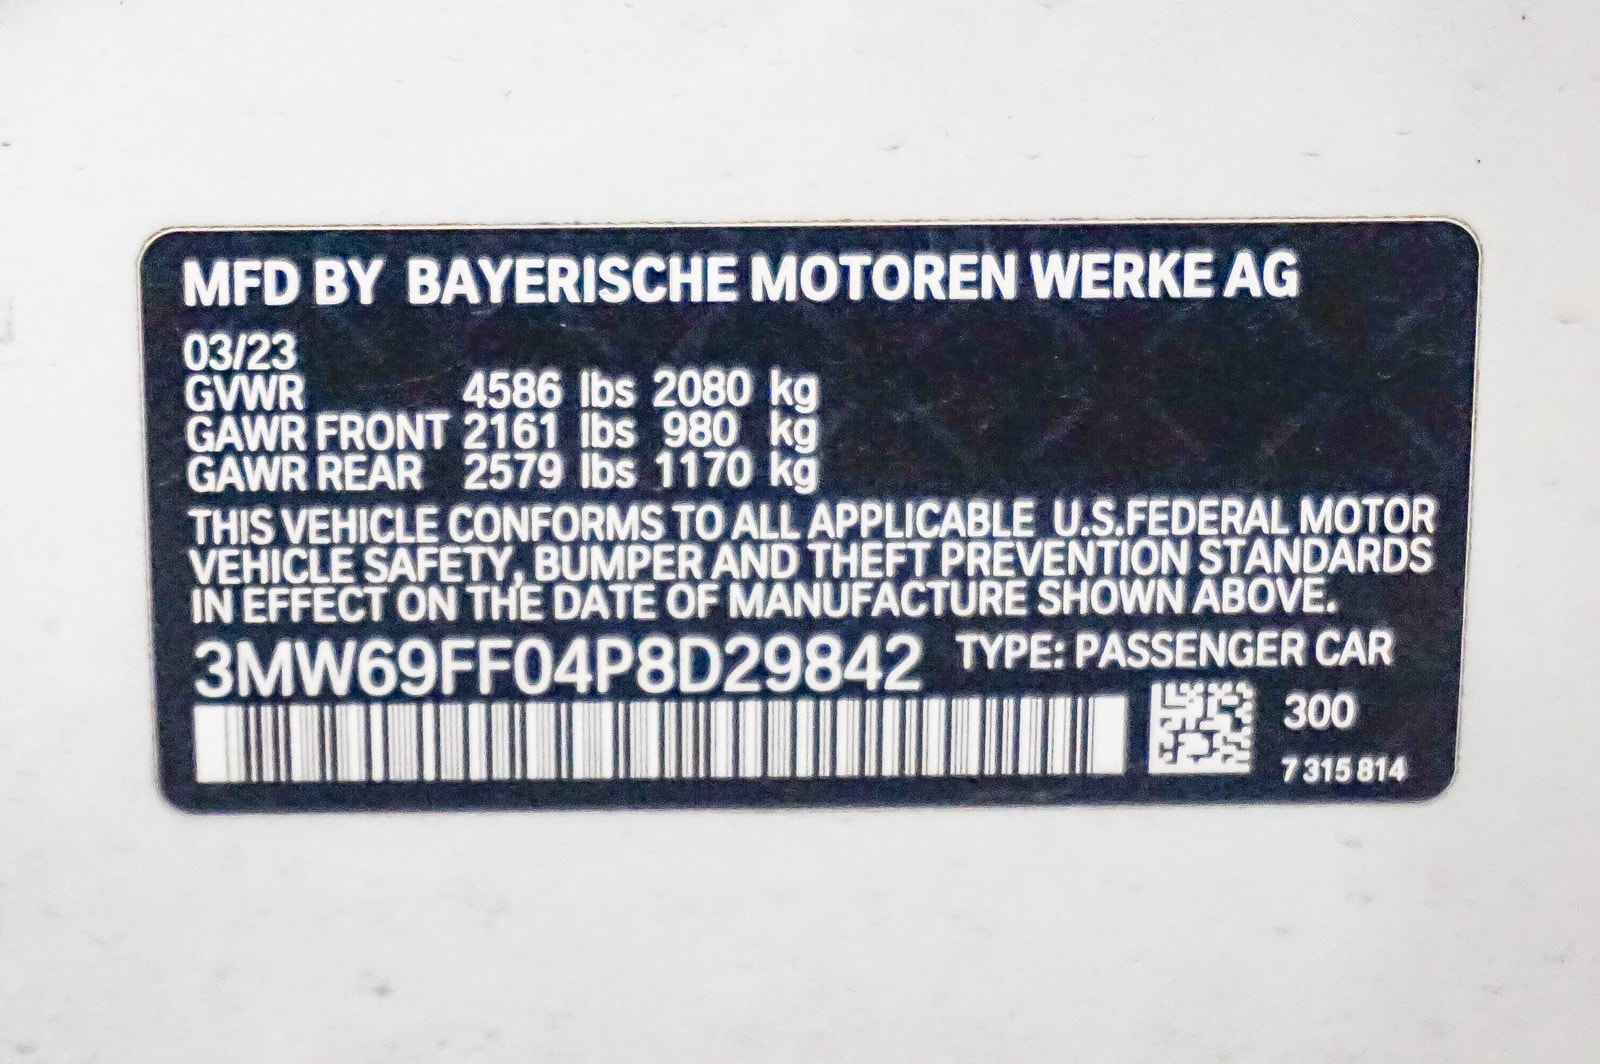 MFD BY BAYERISCHE MOTOREN WERKE AG
03/23
GVWR 4586 lbs 2080 kg
GAWR FRONT 2161 lbs 980 kg
GAWR REAR 2579 lbs 1170 kg
THIS VEHICLE CONFORMS TO ALL APPLICABLE U.S.FEDERAL MOTOR
VEHICLE SAFETY, BUMPER AND THEFT PREVENTION STANDARDS
IN EFFECT ON THE DATE OF MANUFACTURE SHOWN ABOVE.
3MW69FF04P8D29842 TYPE: PASSENGER CAR
300
7 315 814